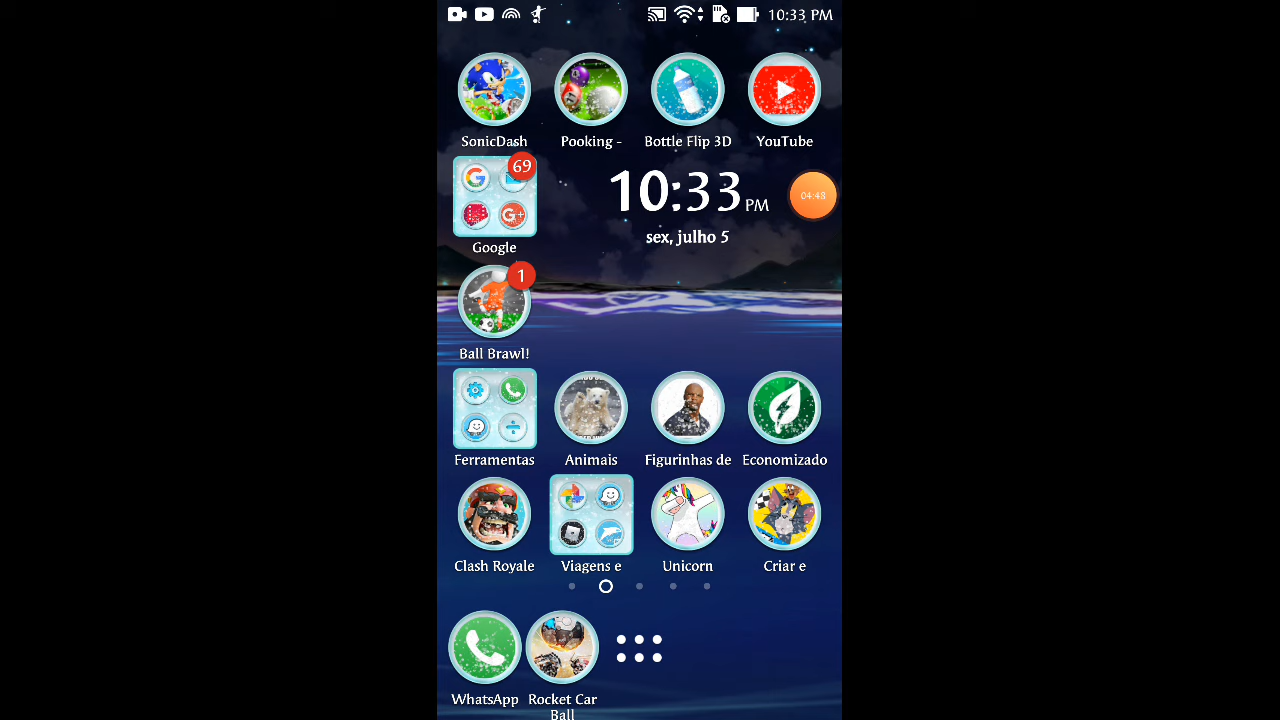 10:33 PM
SonicDash
Pooking -
Bottle Flip 3D
YouTube
69
Google
10:33 PM
sex, julho 5
04:48
1
Ball Brawl!
Ferramentas
Animais
Figurinhas de
Economizado
Clash Royale
Viagens e
Unicorn
Criar e
WhatsApp
Rocket Car
Ball